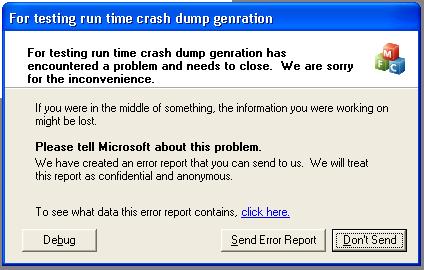 For testing run time crash dump genration
For testing run time crash dump genration has
encountered a problem and needs to close. We are sorry
for the inconvenience.
M
F C
If you were in the middle of something, the information you were working on
might be lost.
Please tell Microsoft about this problem.
We have created an error report that you can send to us. We will treat
this report as confidential and anonymous.
To see what data this error report contains, click here.
Debug
Send Error Report
Don't Send